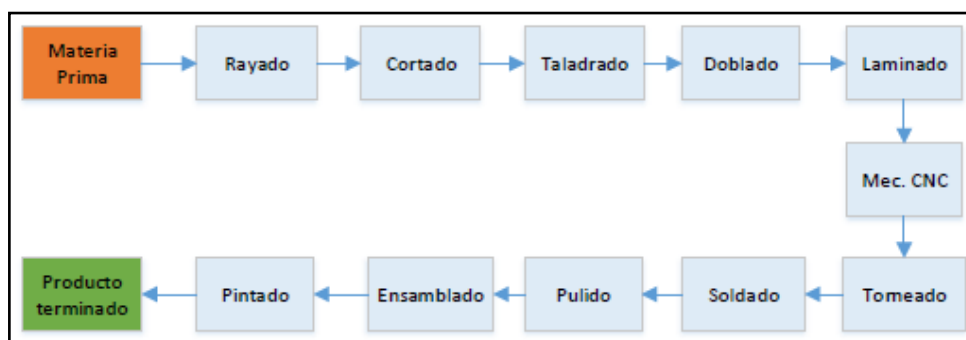 Materia
Prima
Rayado
Cortado
Taladrado
Doblado
Laminado
Mec. CNC
Torneado
Soldado
Pulido
Ensamblado
Pintado
Producto
terminado